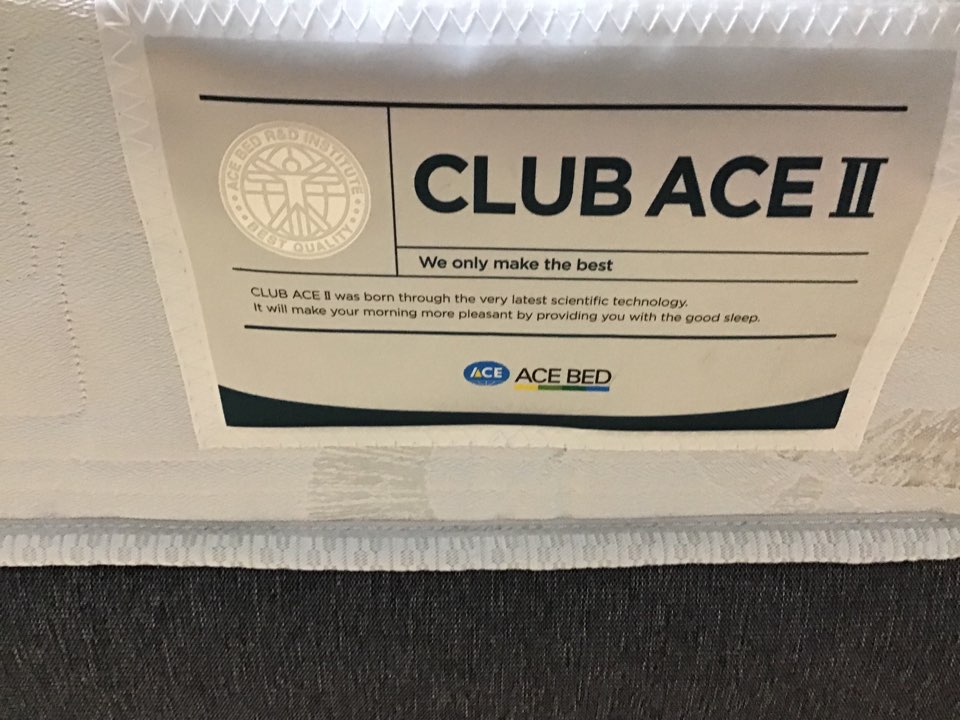 ACE BED R&D INSTITUTE
BEST QUALITY
CLUB ACE II
We only make the best
CLUB ACE II was born through the very latest scientific technology.
It will make your morning more pleasant by providing you with the good sleep.
ACE ACE BED